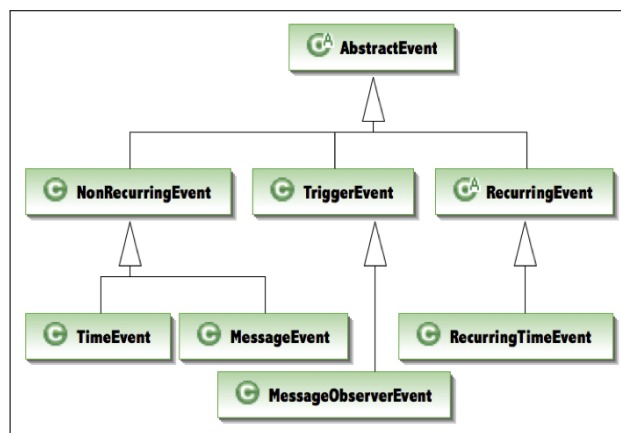 AbstractEvent
NonRecurringEvent
TriggerEvent
RecurringEvent
TimeEvent
MessageEvent
RecurringTimeEvent
MessageObserverEvent